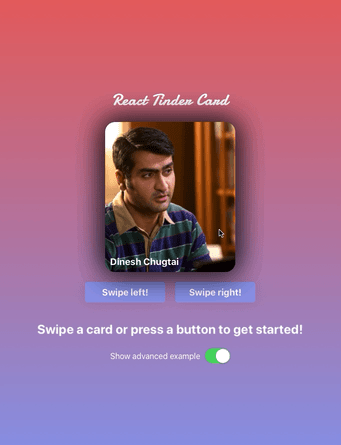 React Tinder Card
Dinesh Chugtai
Swipe left!
Swipe right!
Swipe a card or press a button to get started!
Show advanced example